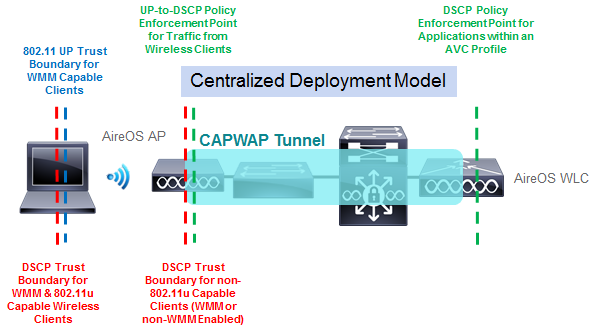 UP-to-DSCP Policy
Enforcement Point
for Traffic from
Wireless Clients
DSCP Policy
Enforcement Point for
Applications within an
AVC Profile
802.11 UP Trust
Boundary for
WMM Capable
Clients
Centralized Deployment Model
AireOS AP
CAPWAP Tunnel
AireOS WLC
DSCP Trust
Boundary for
WMM & 802.11u
Capable Wireless
Clients
DSCP Trust
Boundary for non-
802.11u Capable
Clients (WMM or
non-WMM Enabled)